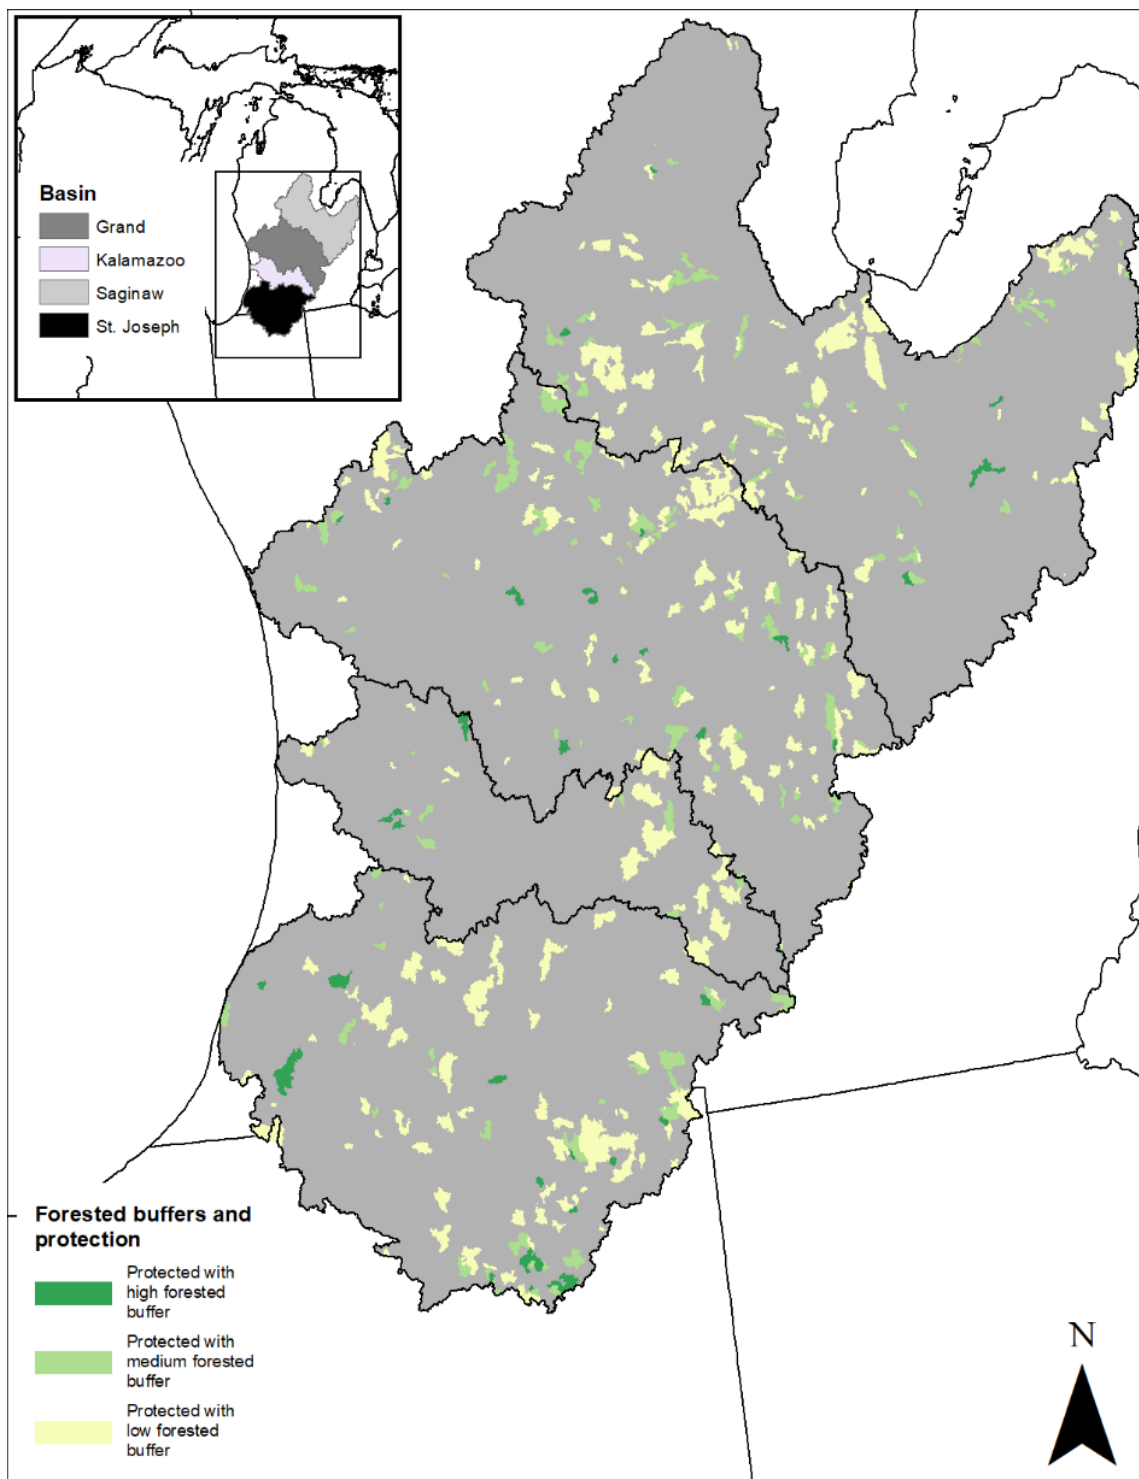 Basin
Grand
Kalamazoo
Saginaw
St. Joseph
Forested buffers and
protection
Protected with
high forested
buffer
Protected with
medium forested
buffer
Protected with
low forested
buffer
N